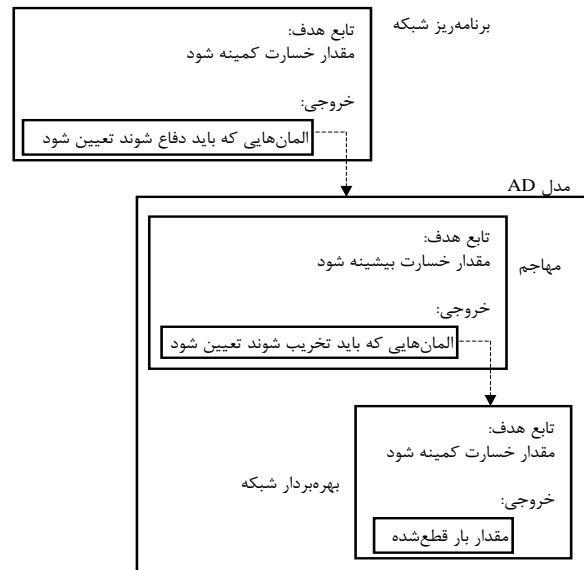 برنامه‌ریز شبکه
تابع هدف:
مقدار خسارت کمینه شود
خروجی:
المان‌هایی که باید دفاع شوند تعیین شود
مدل AD
مهاجم
تابع هدف:
مقدار خسارت بیشینه شود
خروجی:
المان‌هایی که باید تخریب شوند تعیین شود
بهره‌بردار شبکه
تابع هدف:
مقدار خسارت کمینه شود
خروجی:
مقدار بار قطع‌شده